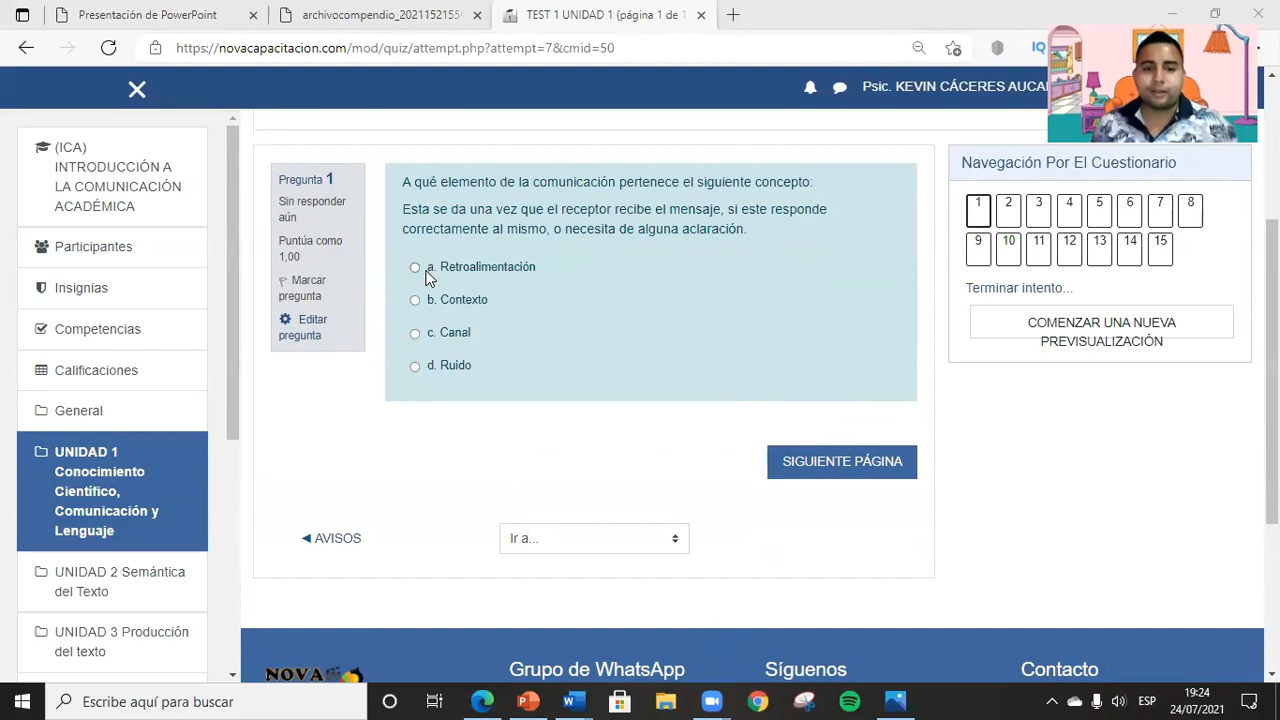 Presentación de PowerPoint
archivocompendio_2021152155
TEST 1 UNIDAD 1 (página 1 de 1
https://novacapacitacion.com/mod/quiz/attempt.php?attempt=7&cmid=50
IQ
Psic. KEVIN CÁCERES AUCA
(ICA)
INTRODUCCIÓN A
LA COMUNICACIÓN
ACADÉMICA
Participantes
Insignias
Competencias
Calificaciones
General
UNIDAD 1
Conocimiento
Científico,
Comunicación y
Lenguaje
UNIDAD 2 Semántica
del Texto
UNIDAD 3 Producción
del texto
Pregunta 1
Sin responder
aún
Puntúa como
1,00
Marcar
pregunta
Editar
pregunta
A qué elemento de la comunicación pertenece el siguiente concepto:
Esta se da una vez que el receptor recibe el mensaje, si este responde
correctamente al mismo, o necesita de alguna aclaración.
a. Retroalimentación
b. Contexto
c. Canal
d. Ruido
SIGUIENTE PÁGINA
◄ AVISOS
Ir a...
Navegación Por El Cuestionario
1 2 3 4 5 6 7 8
9 10 11 12 13 14 15
Terminar intento...
COMENZAR UNA NUEVA
PREVISUALIZACIÓN
NOVA
Grupo de WhatsApp
Síguenos
Contacto
Escribe aquí para buscar
ESP
19:24
24/07/2021